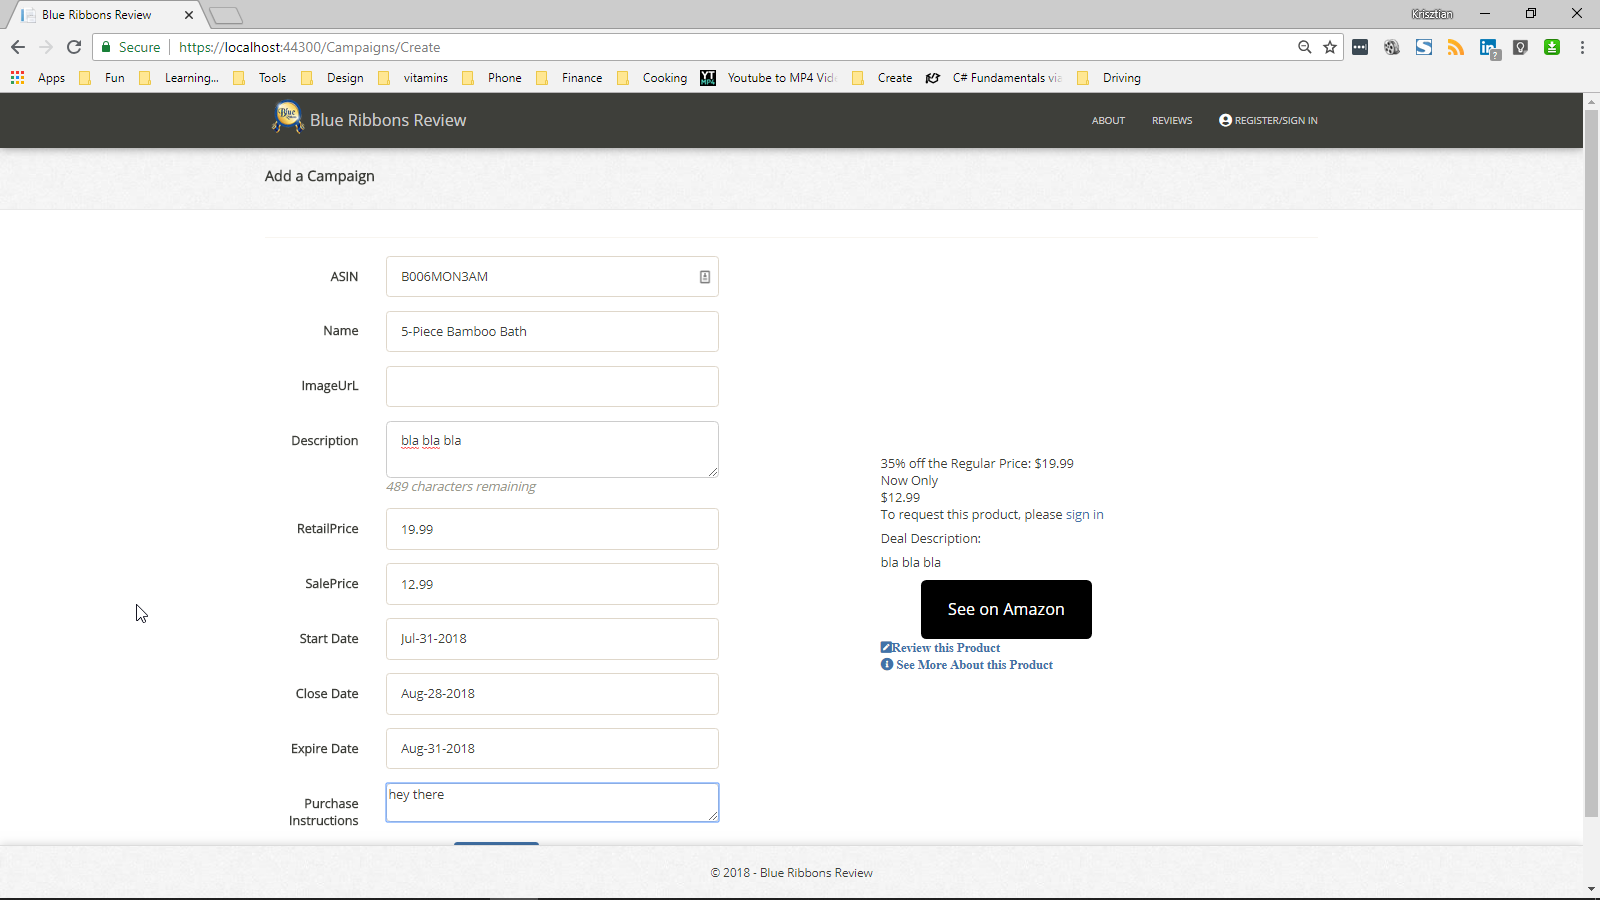 Blue Ribbons Review
Krisztian
Secure https://localhost:44300/Campaigns/Create
Apps Fun Learning... Tools Design vitamins Phone Finance Cooking Youtube to MP4 Vid Create C# Fundamentals via Driving
Blue Ribbons Review ABOUT REVIEWS REGISTER/SIGN IN
Add a Campaign
ASIN B006MON3AM
Name 5-Piece Bamboo Bath
ImageUrL
Description bla bla bla
489 characters remaining
RetailPrice 19.99
SalePrice 12.99
Start Date Jul-31-2018
Close Date Aug-28-2018
Expire Date Aug-31-2018
Purchase Instructions hey there
35% off the Regular Price: $19.99
Now Only
$12.99
To request this product, please sign in
Deal Description:
bla bla bla
See on Amazon
Review this Product
See More About this Product
© 2018 - Blue Ribbons Review